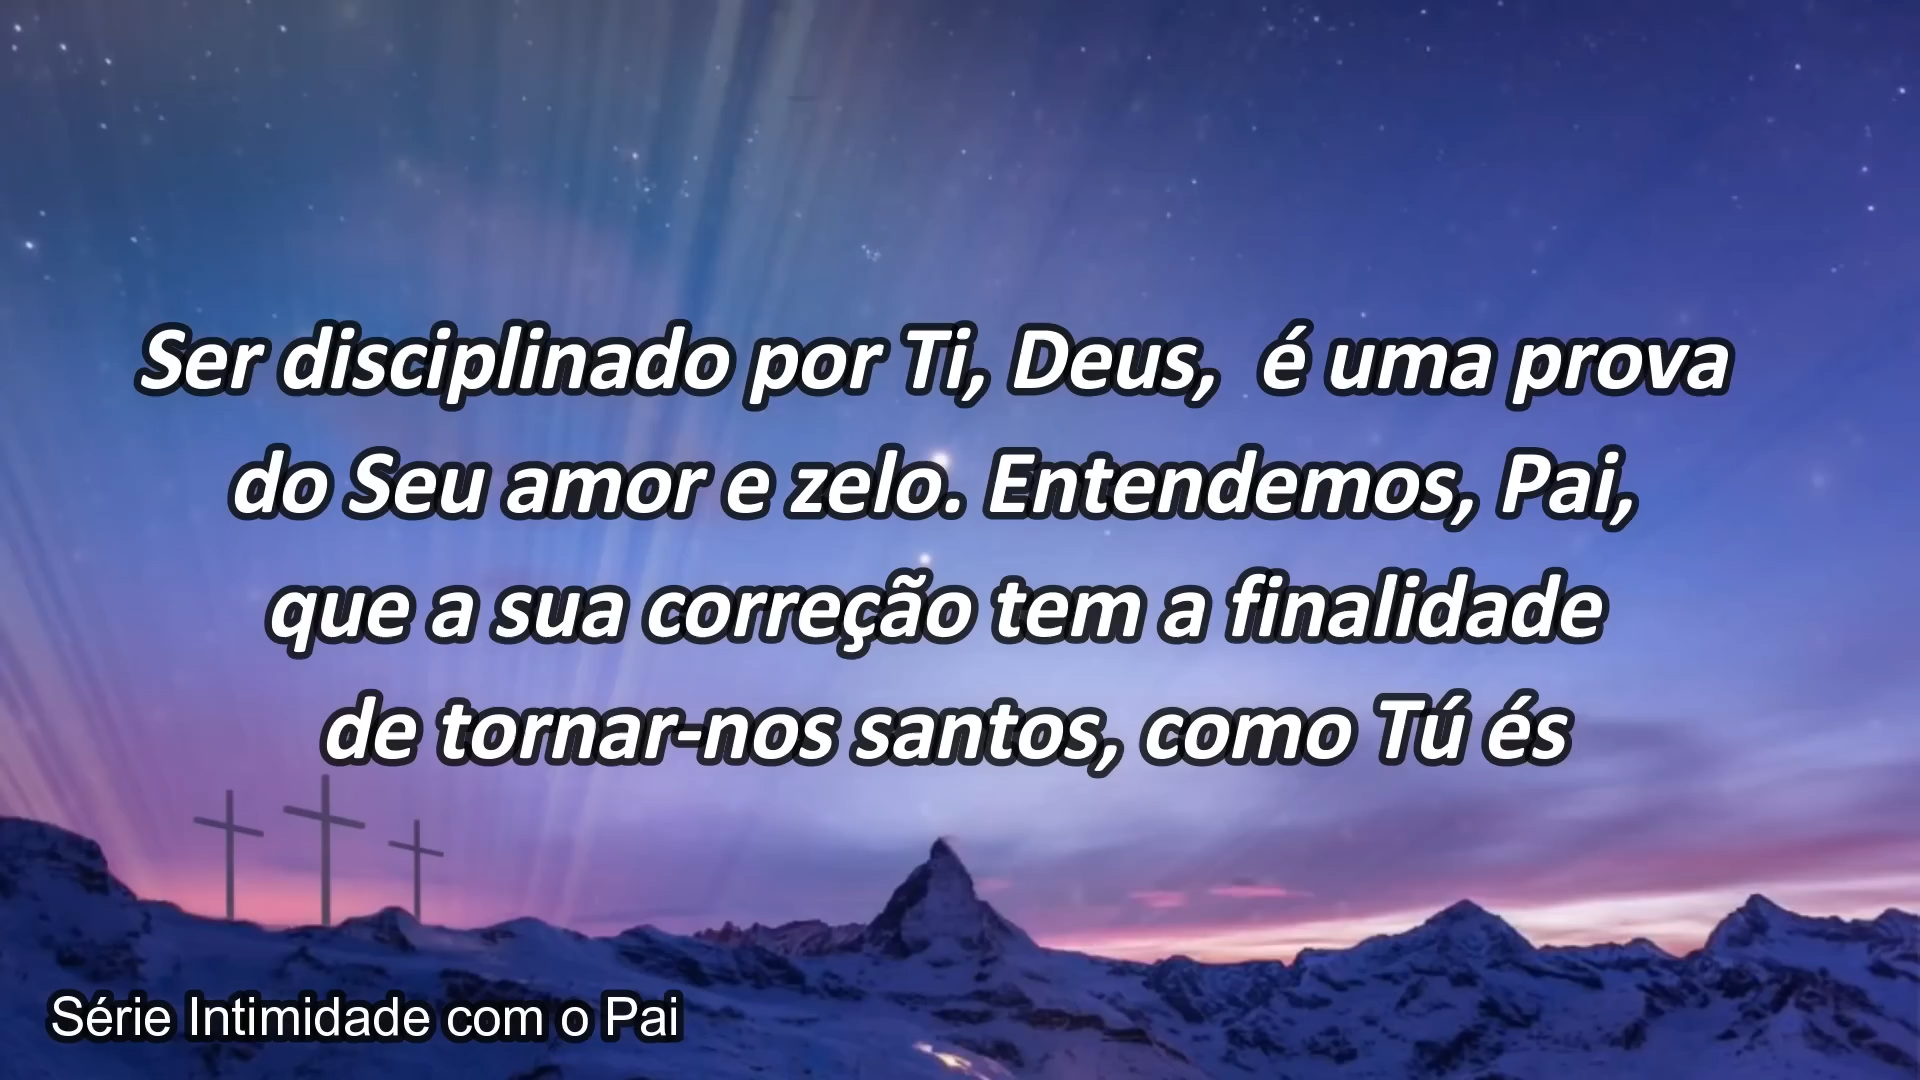 Ser disciplinado por Ti, Deus,  é uma prova
do Seu amor e zelo. Entendemos, Pai,
que a sua correção tem a finalidade
de tornar-nos santos, como Tú és
Série Intimidade com o Pai